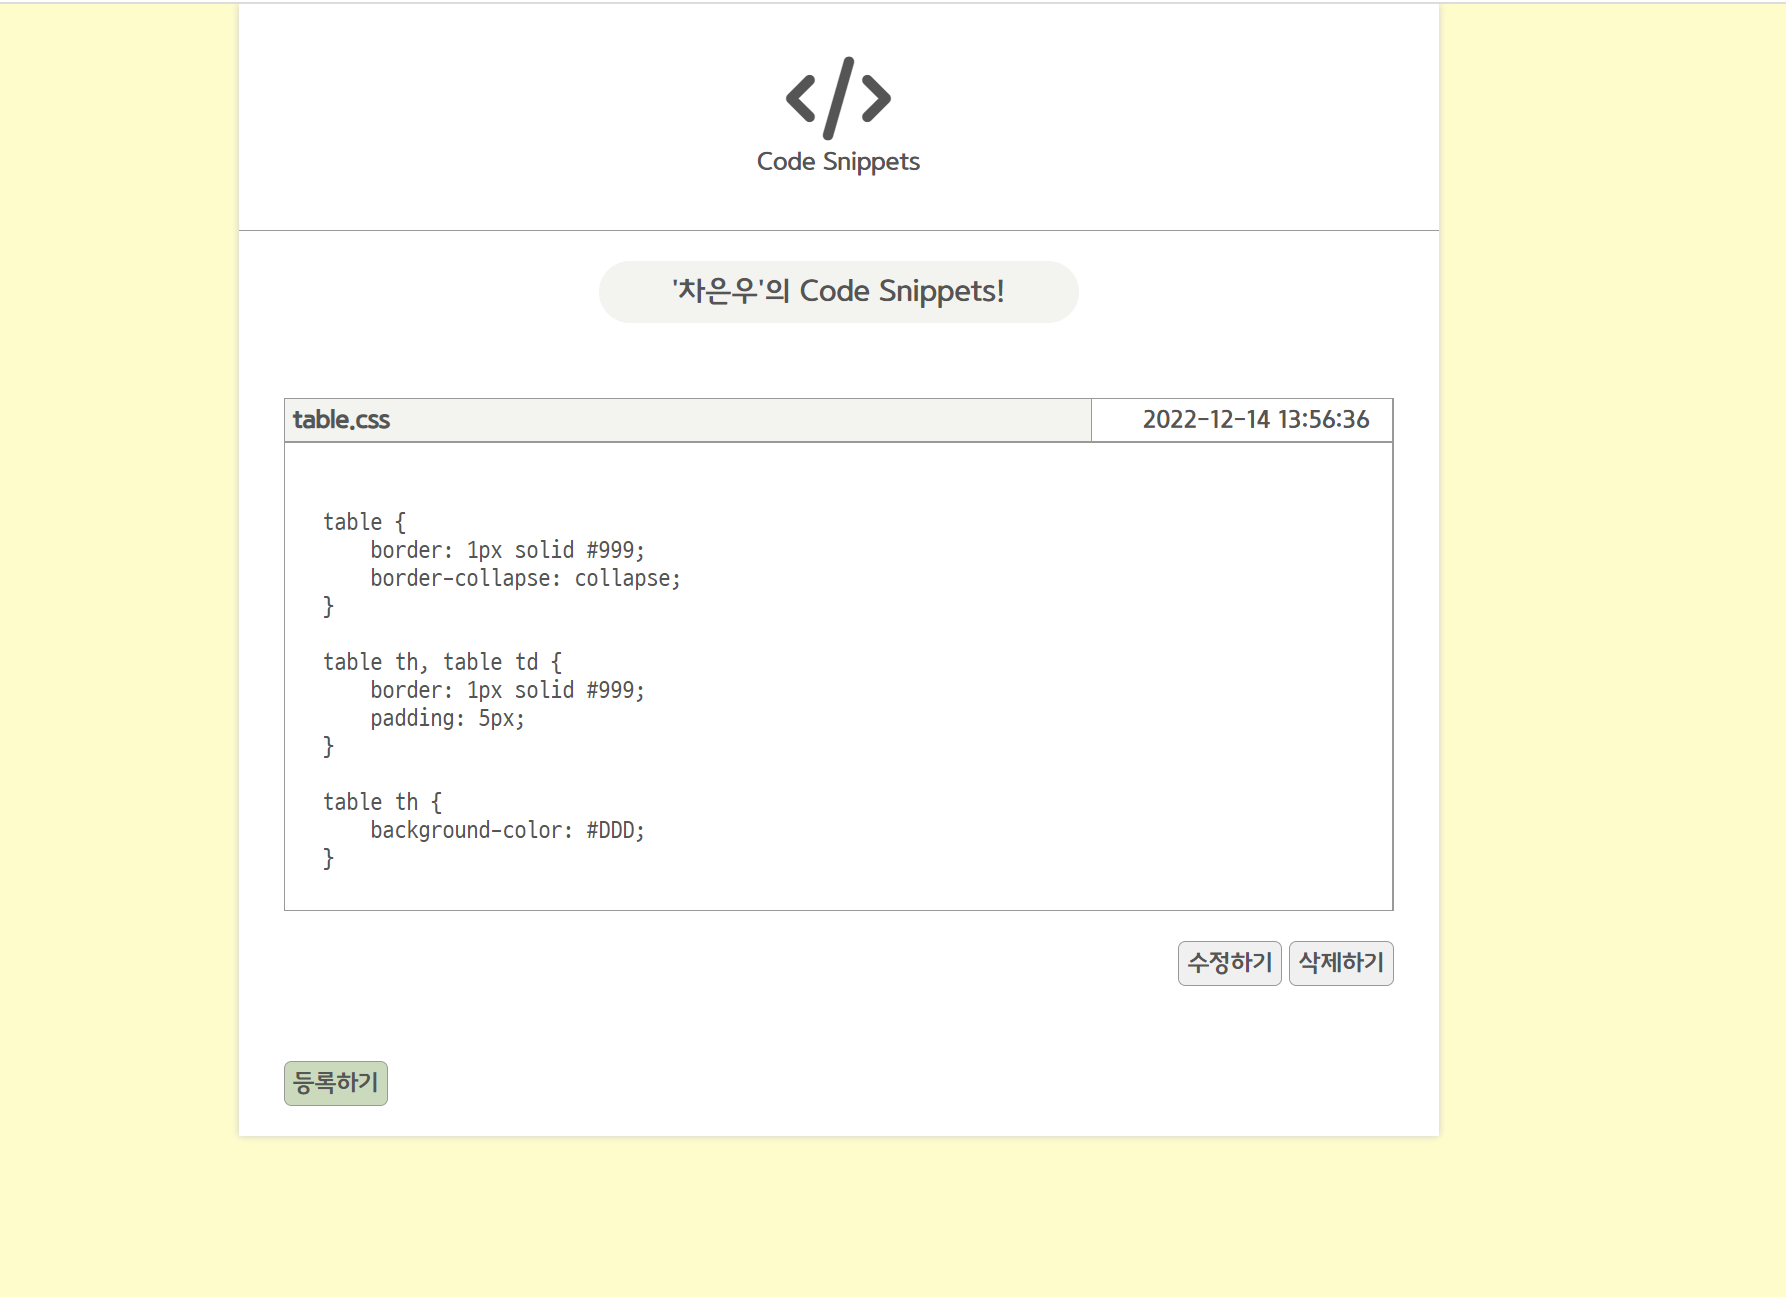 </>
Code Snippets
'차은우'의 Code Snippets!
table.css 2022-12-14 13:56:36
table {
    border: 1px solid #999;
    border-collapse: collapse;
}
table th, table td {
    border: 1px solid #999;
    padding: 5px;
}
table th {
    background-color: #DDD;
}
수정하기 삭제하기
등록하기